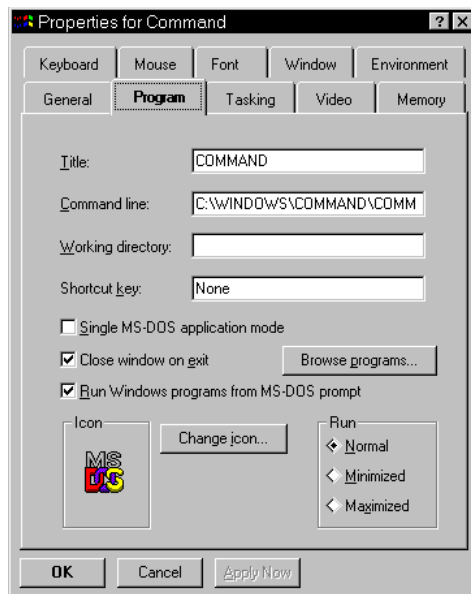 Properties for Command ? X
Keyboard Mouse Font Window Environment
General Program Tasking Video Memory
Title: COMMAND
Command line: C:\WINDOWS\COMMAND\COMM
Working directory:
Shortcut key: None
Single MS-DOS application mode
Close window on exit Browse programs...
Run Windows programs from MS-DOS prompt
Icon Run
MS DOS Change icon... Normal
Minimized
Maximized
OK Cancel Apply Now